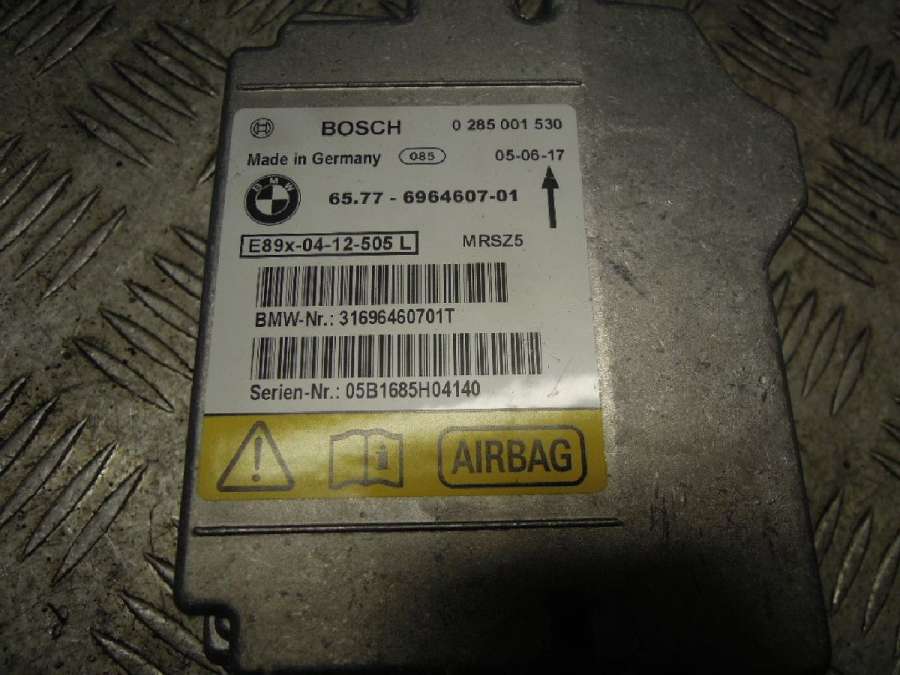 BOSCH 0 285 001 530
Made in Germany 085 05-06-17
BMW 65.77 - 6964607-01
E89x-04-12-505 L MRSZ5
BMW-Nr.: 31696460701T
Serien-Nr.: 05B1685H04140
AIRBAG